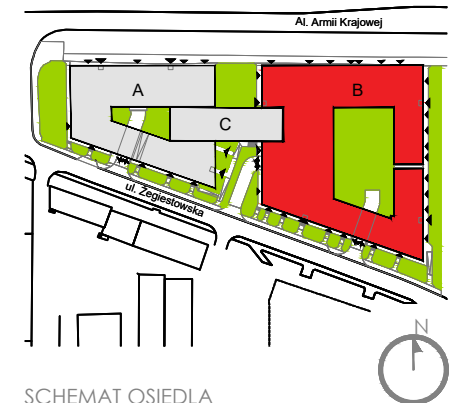 Al. Armii Krajowej
A
B
C
ul. Żegiestowska
N
SCHEMAT OSIEDLA